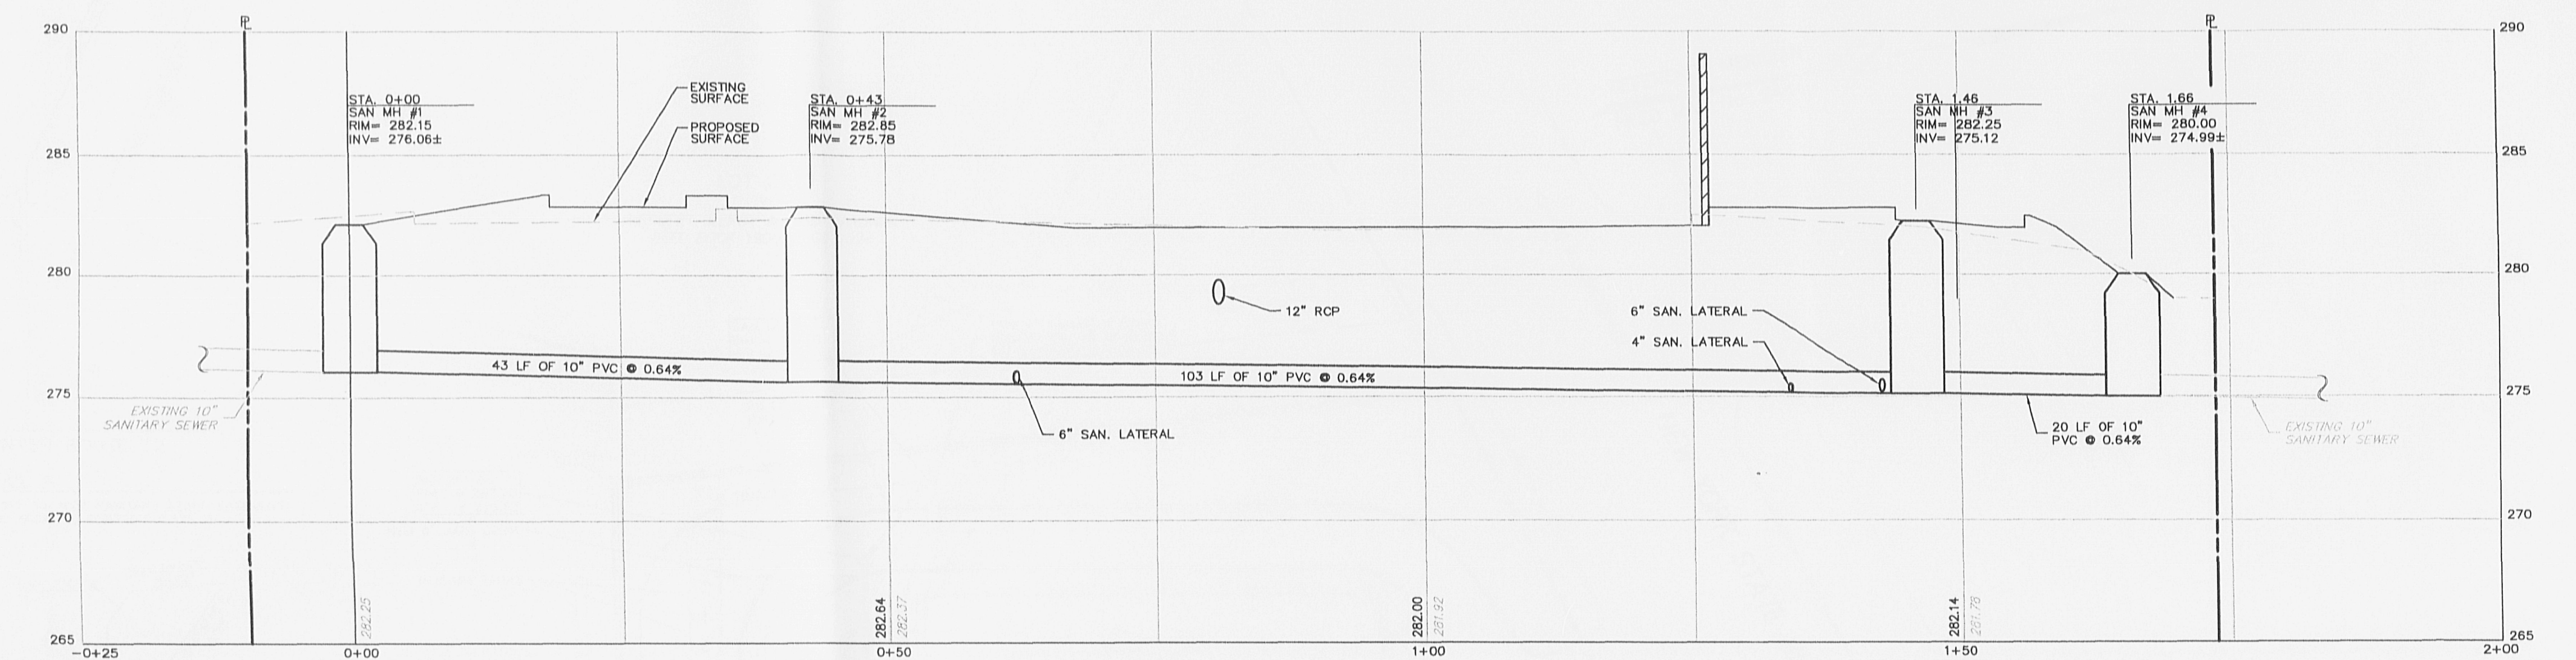 PL
PL
290
290
STA. 0+00
SAN MH #1
RIM= 282.15
INV= 276.06±
EXISTING
SURFACE
PROPOSED
SURFACE
STA. 0+43
SAN MH #2
RIM= 282.85
INV= 275.78
STA. 1.46
SAN MH #3
RIM= 282.25
INV= 275.12
STA. 1.66
SAN MH #4
RIM= 280.00
INV= 274.99±
285
285
280
280
12" RCP
6" SAN. LATERAL
4" SAN. LATERAL
43 LF OF 10" PVC @ 0.64%
103 LF OF 10" PVC @ 0.64%
275
275
EXISTING 10"
SANITARY SEWER
6" SAN. LATERAL
20 LF OF 10"
PVC @ 0.64%
EXISTING 10"
SANITARY SEWER
270
270
282.25
282.64
282.37
282.00
281.92
282.14
281.78
265
265
-0+25
0+00
0+50
1+00
1+50
2+00